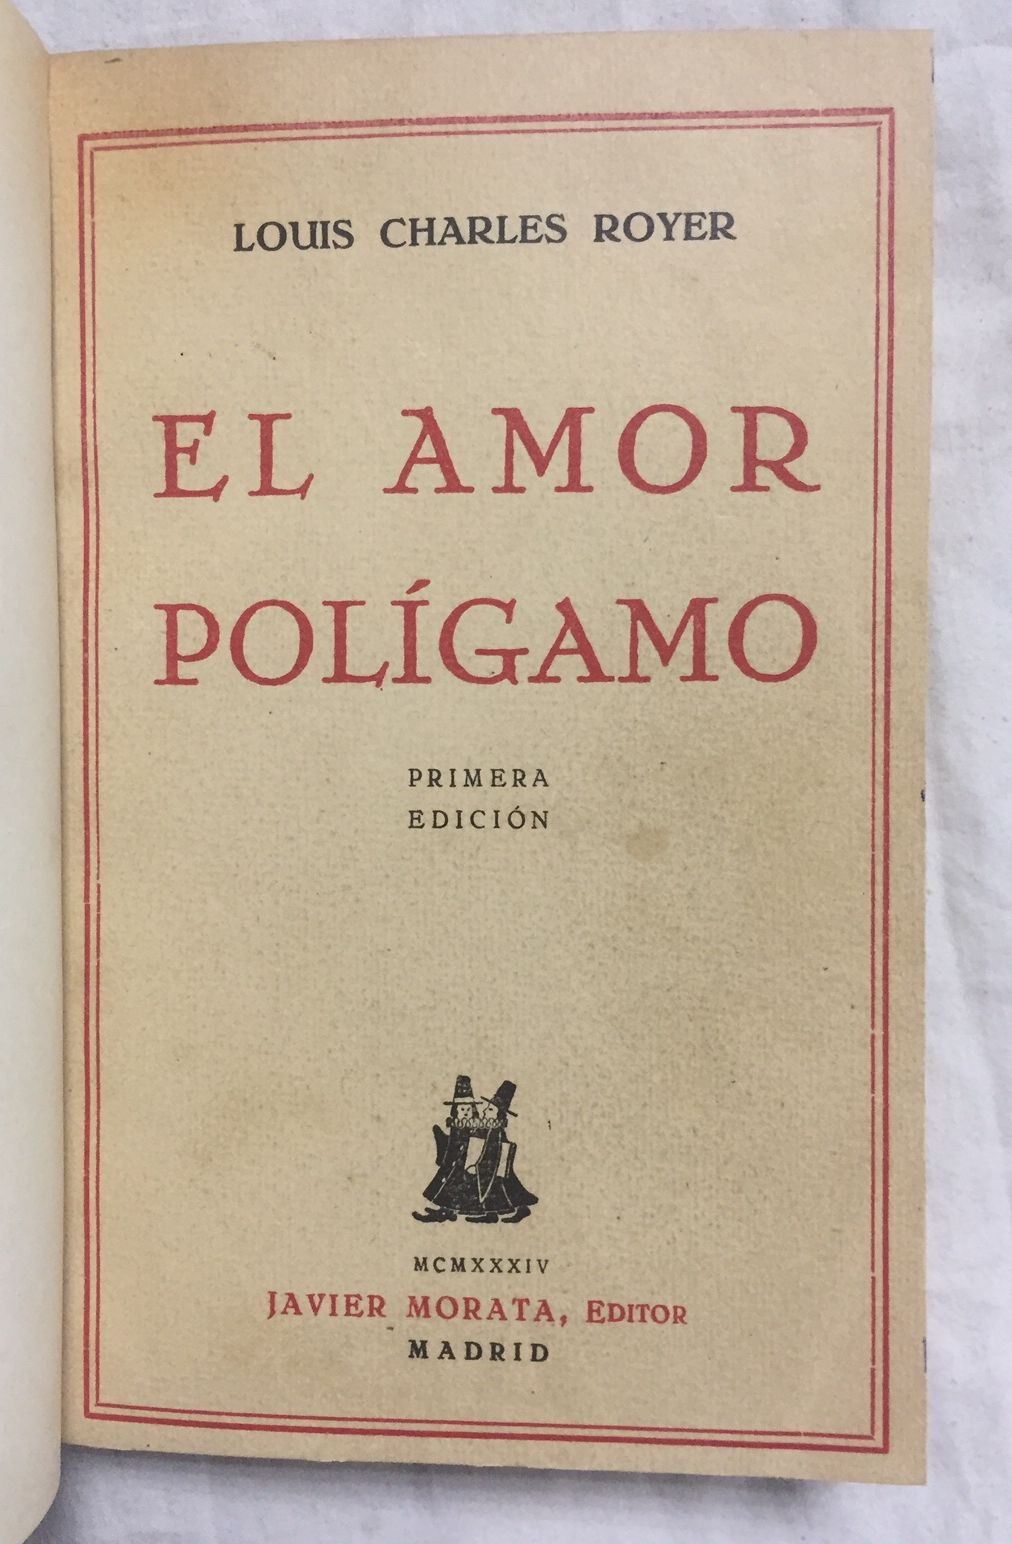 LOUIS CHARLES ROYER
EL AMOR
POLÍGAMO
PRIMERA
EDICIÓN
MCMXXXIV
JAVIER MORATA, EDITOR
MADRID